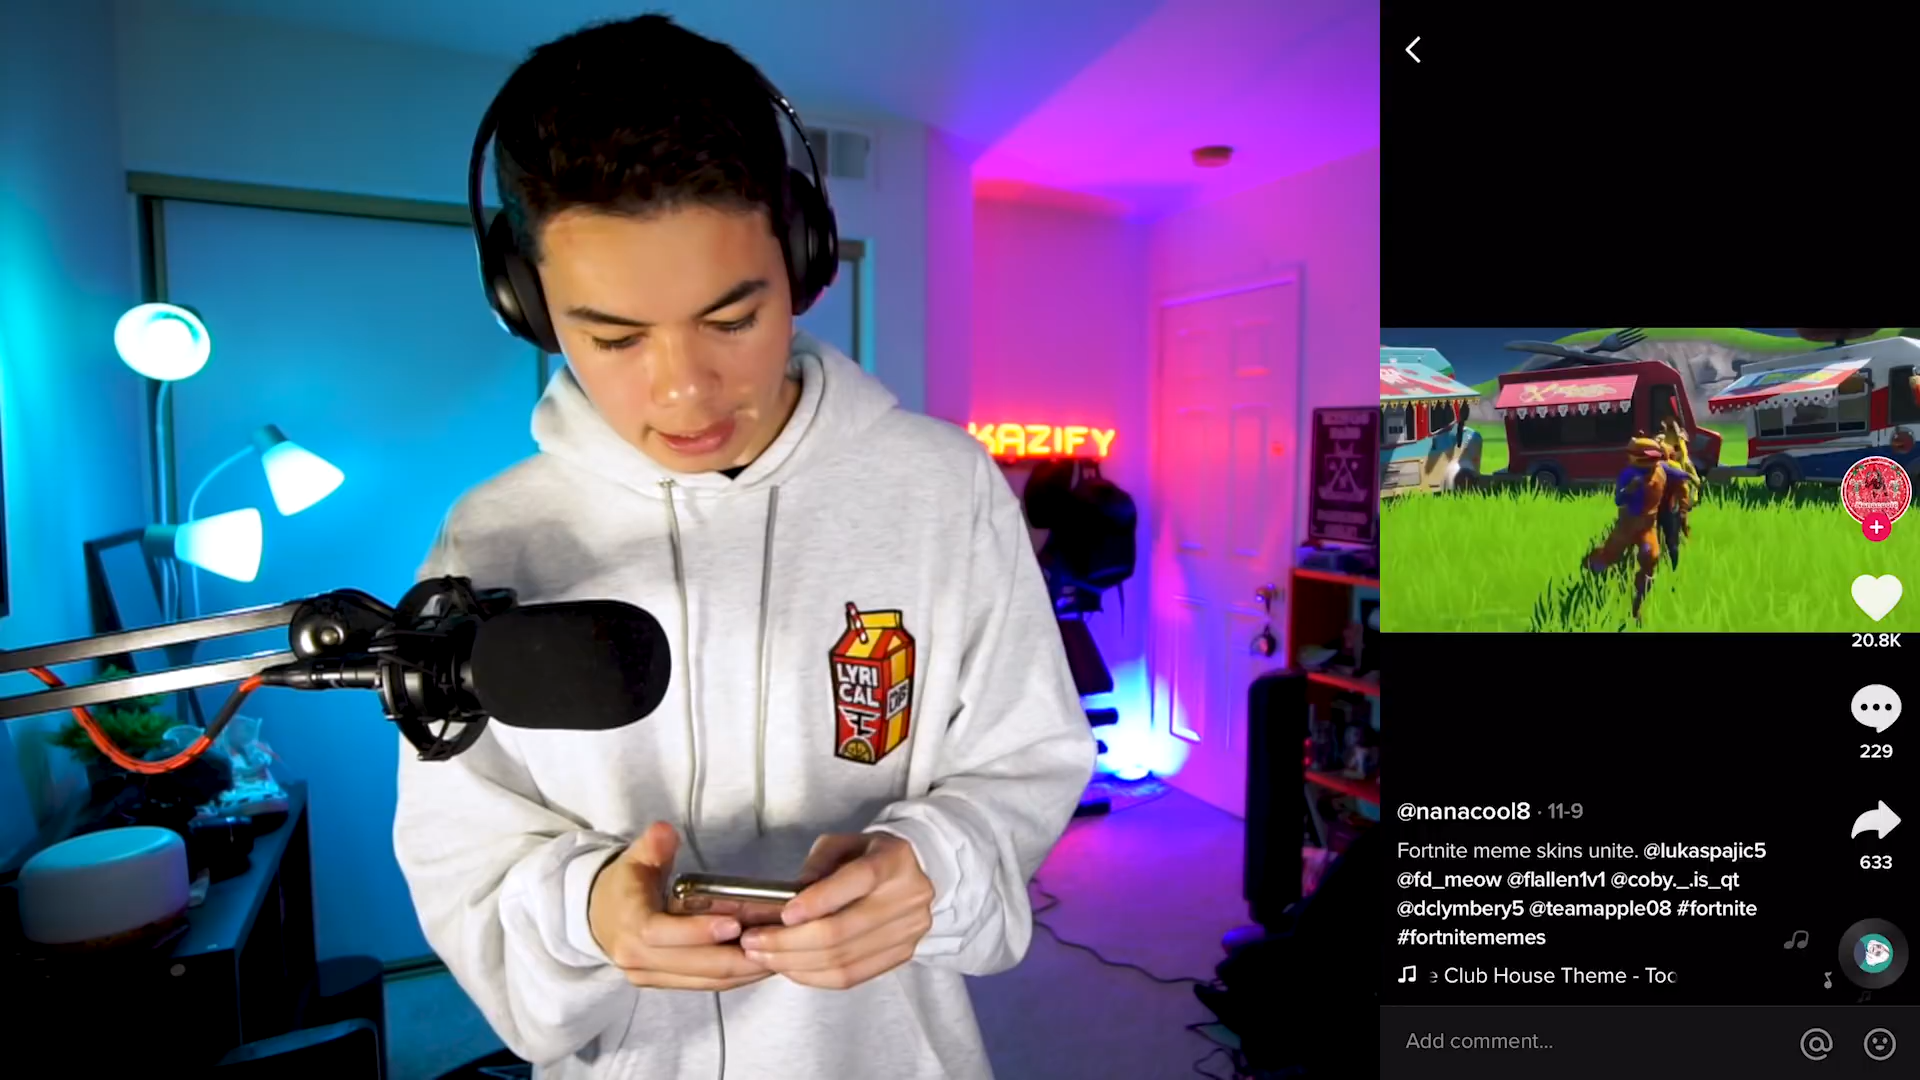 KAZIFY
LYRI
CAL
@nanacool8 · 11-9
Fortnite meme skins unite. @lukaspajic5
@fd_meow @flallen1v1 @coby._.is_qt
@dclymbery5 @teamapple08 #fortnite
#fortnitememes
e Club House Theme - Too
20.8K
229
633
Add comment...